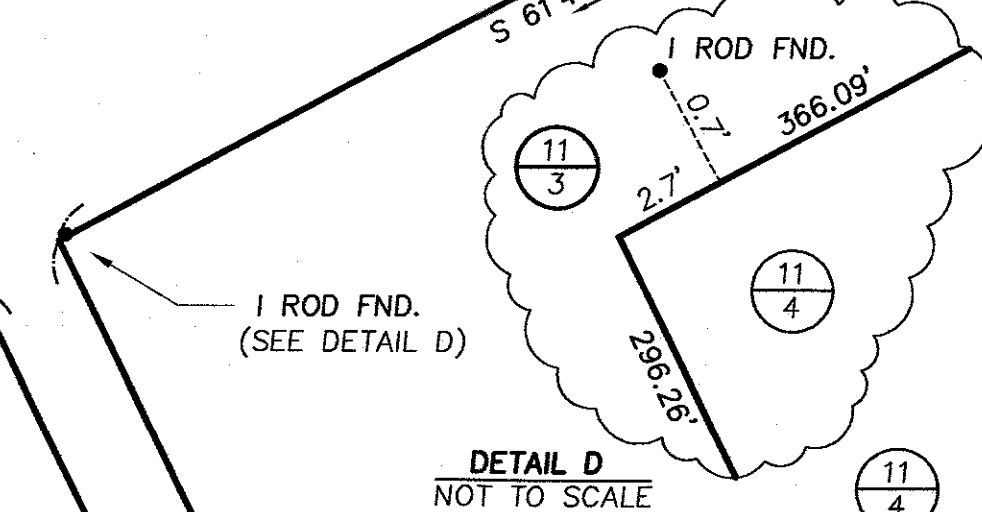 S 61
I ROD FND.
0.7'
366.09'
11
3
2.7'
11
4
I ROD FND.
(SEE DETAIL D)
296.26'
DETAIL D
NOT TO SCALE
11
4